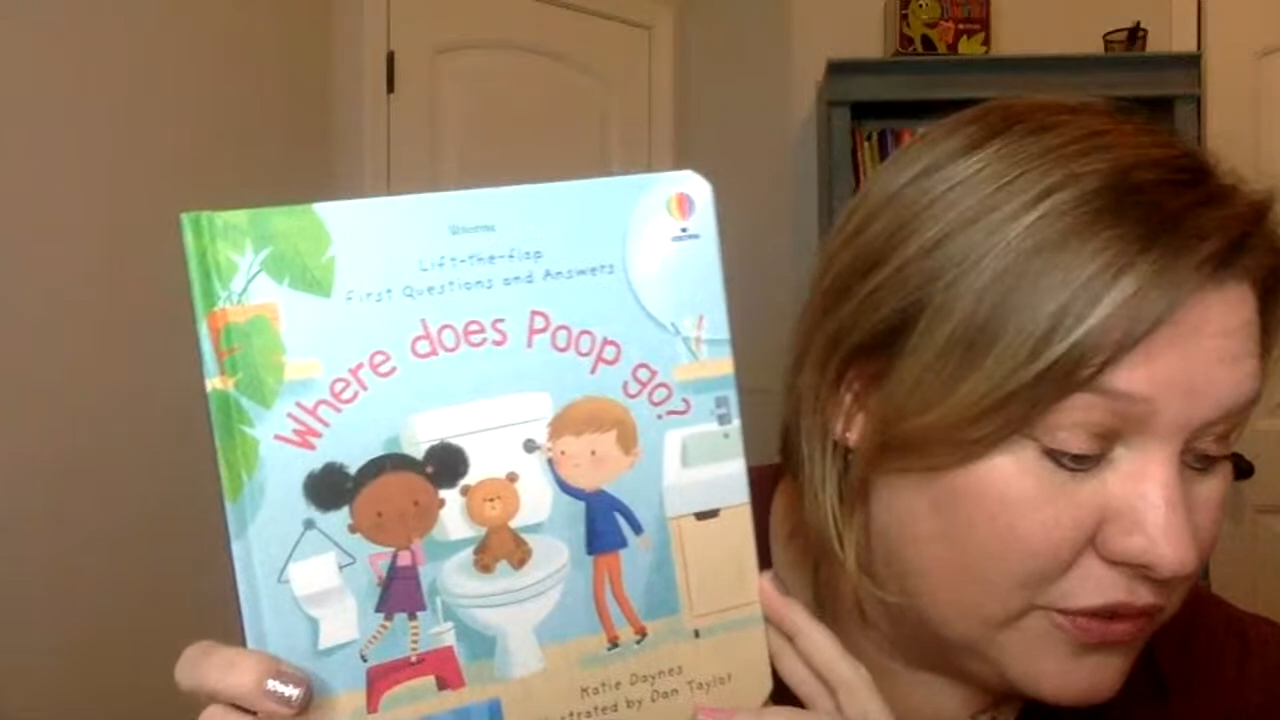 Usborne
Lift-the-flap
First Questions and Answers
Where does Poop go?
Katie Daynes
Illustrated by Dan Taylor